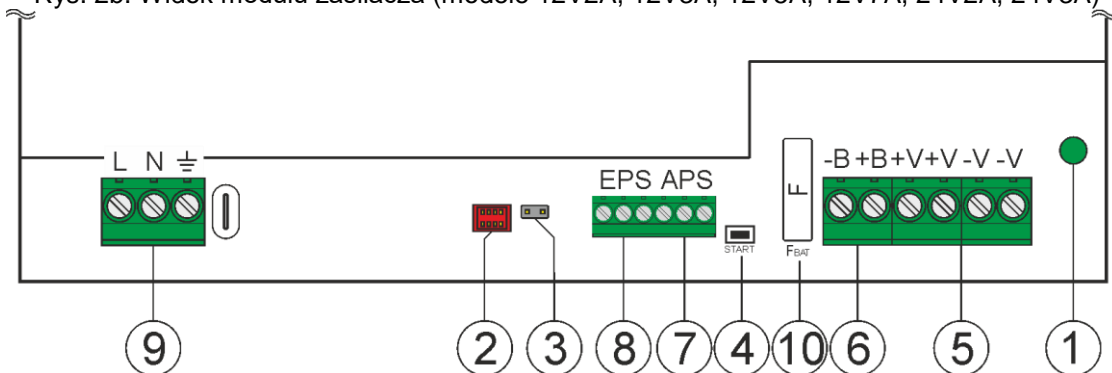 Rys. 2b. Widok modułu zasilacza (modele 12V2A, 12V3A, 12V5A, 12V7A, 24V2A, 24V3A)
L N
EPS APS
-B +B +V +V -V -V
F
START
FBAT
9 2 3 8 7 4 10 6 5 1